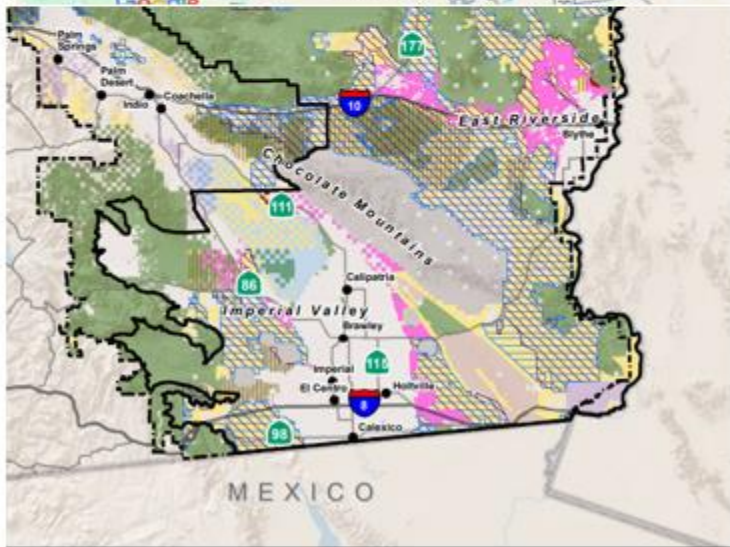 Palm
Springs
Palm
Desert
Coachella
Indio
177
10
East Riverside
Blythe
Chocolate Mountains
111
86
Calipatria
Imperial Valley
Brawley
115
Imperial
El Centro
Holtville
8
98
Calexico
MEXICO